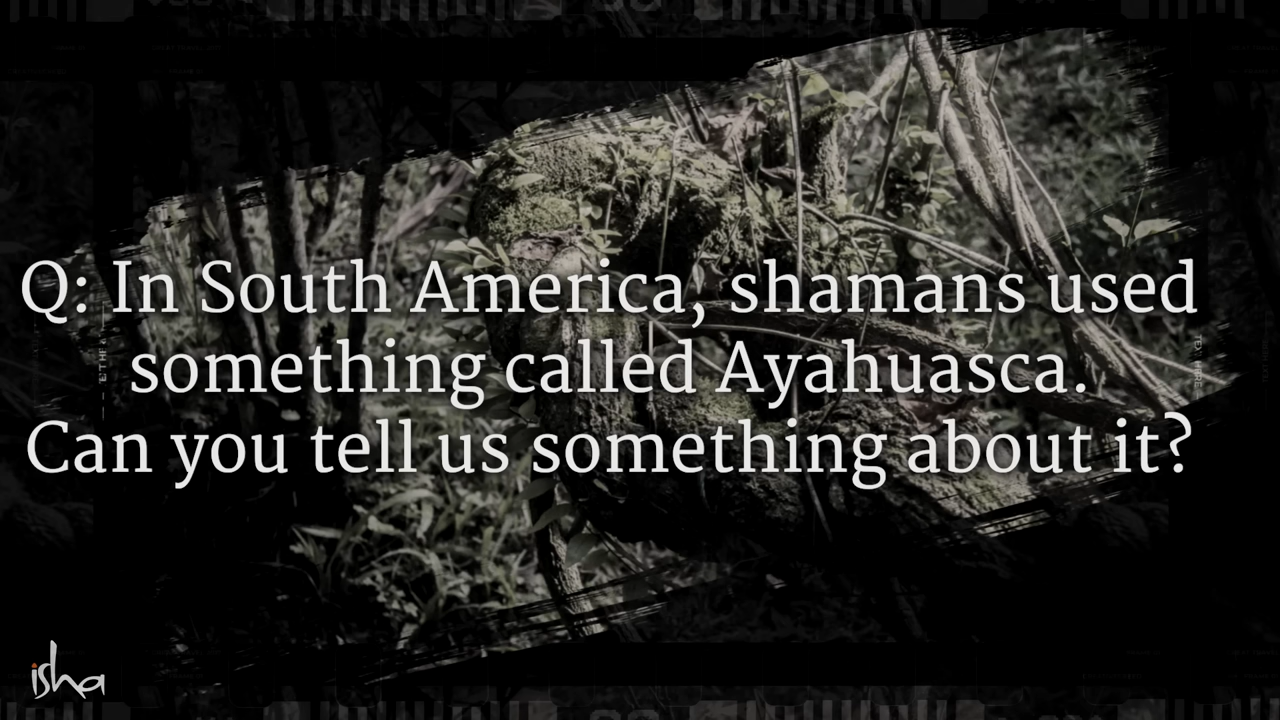 Q: In South America, shamans used
something called Ayahuasca.
Can you tell us something about it?
isha